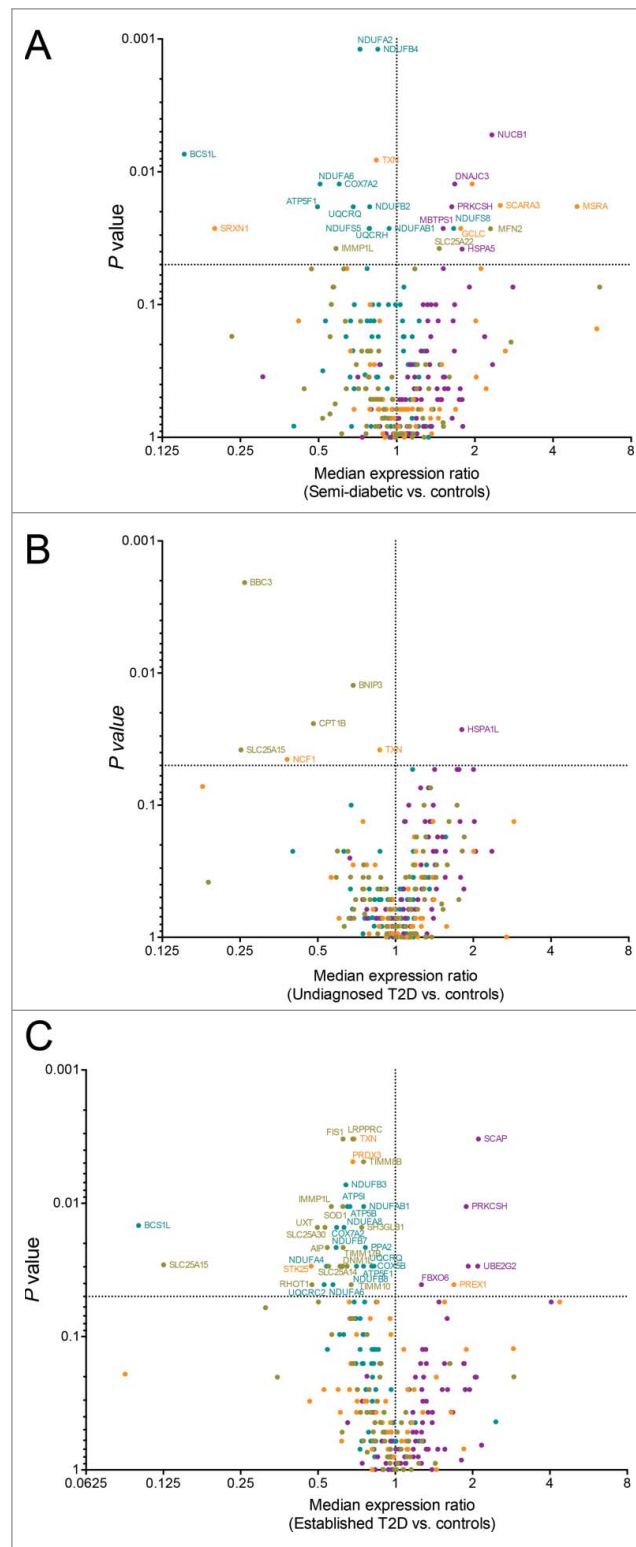 A
0.001
NDUFA2
NDUFB4
NUCB1
BCS1L
TXN
0.01
NDUFA6
COX7A2
DNAJC3
ATP5F1
NDUFB2
PRKCSH
SCARA3
MSRA
UQCRQ
MBTPS1
NDUFS8
SRXN1
NDUFS5
NDUFAB1
GCLC
MFN2
UQCRH
IMMP1L
SLC25A22
HSPA5
P value
0.1
1
0.125
0.25
0.5
1
2
4
8
Median expression ratio
(Semi-diabetic vs. controls)
B
0.001
BBC3
0.01
BNIP3
CPT1B
HSPA1L
SLC25A15
TXN
NCF1
P value
0.1
1
0.125
0.25
0.5
1
2
4
8
Median expression ratio
(Undiagnosed T2D vs. controls)
C
0.001
FIS1
LRPPRC
TXN
SCAP
PRDX3
TIMM8B
NDUFB3
0.01
ATP5I
IMMP1L
NDUFAB1
PRKCSH
SOD1
ATP5B
BCS1L
UXT
NDUFA8
SH3GLB1
SLC25A30
COX7A2
NDUFB7
AIP
PPA2
TIMM17B
UQCRQ
SLC25A15
NDUFA4
DNM1L
COX5B
UBE2G2
STK25
SLC25A14
ATP5F1
FBXO6
RHOT1
NDUFB8
PREX1
UQCRC2
NDUFA6
TIMM10
P value
0.1
1
0.0625
0.125
0.25
0.5
1
2
4
8
Median expression ratio
(Established T2D vs. controls)